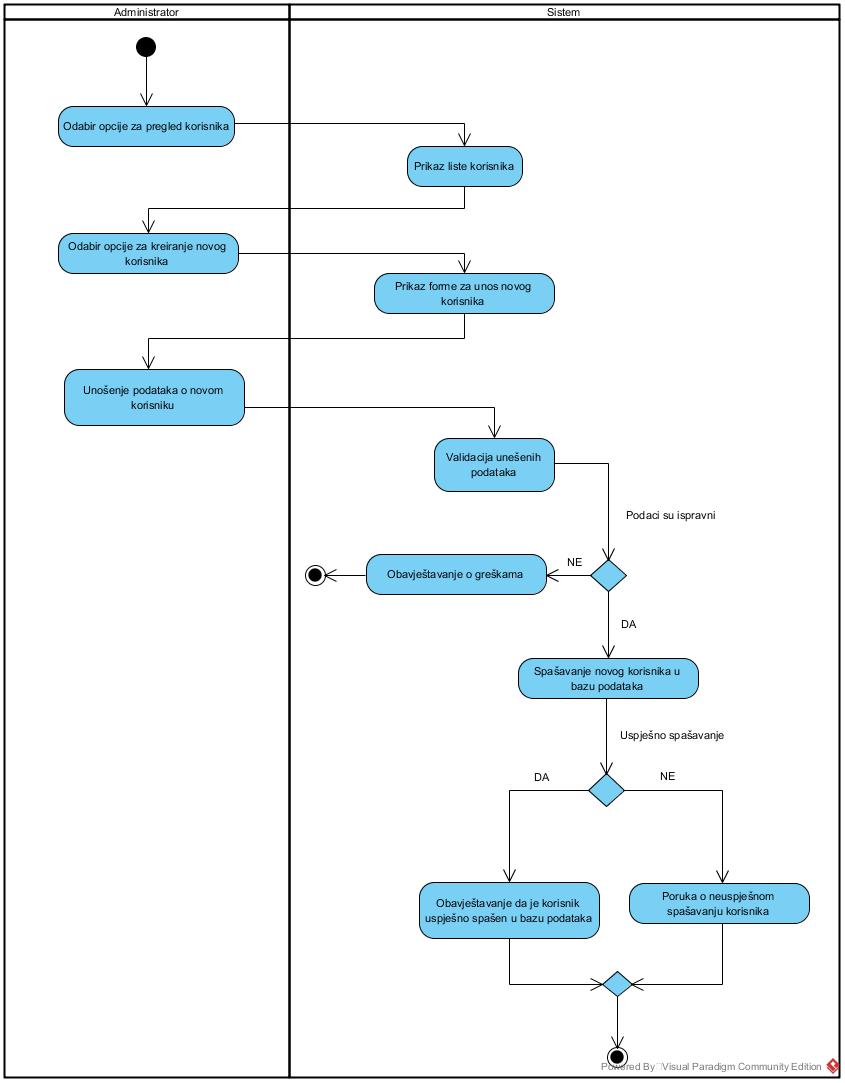 Administrator
Sistem
Odabir opcije za pregled korisnika
Prikaz liste korisnika
Odabir opcije za kreiranje novog
korisnika
Prikaz forme za unos novog
korisnika
Unošenje podataka o novom
korisniku
Validacija unešenih
podataka
Podaci su ispravni
NE
Obavještavanje o greškama
DA
Spašavanje novog korisnika u
bazu podataka
Uspješno spašavanje
DA
NE
Obavještavanje da je korisnik
uspješno spašen u bazu podataka
Poruka o neuspješnom
spašavanju korisnika
Powered By Visual Paradigm Community Edition